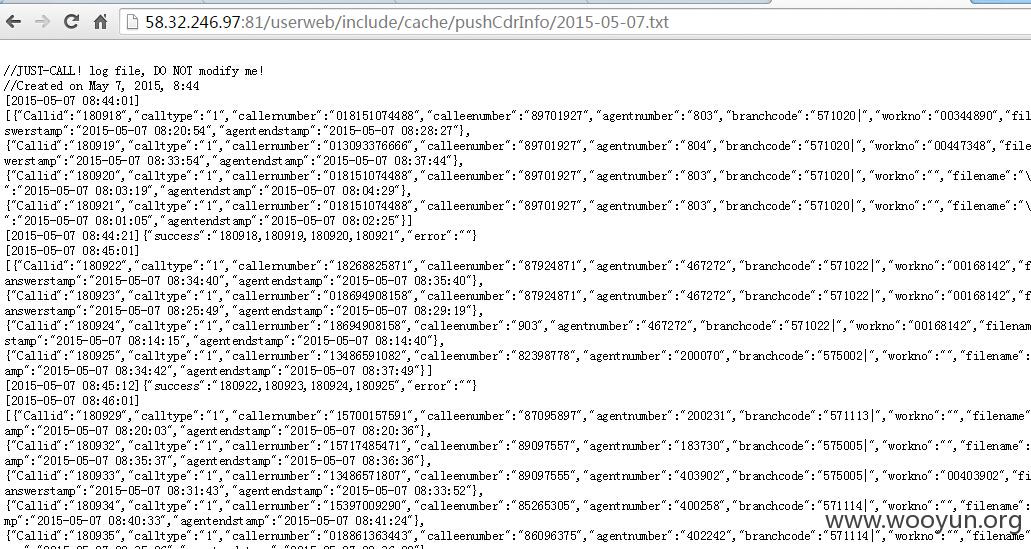 58.32.246.97:81/userweb/include/cache/pushCdrInfo/2015-05-07.txt
//JUST-CALL! log file, DO NOT modify me!
//Created on May 7, 2015, 8:44
[2015-05-07 08:44:01]
[{"Callid":"180918","calltype":"1","callernumber":"018151074488","calleenumber":"89701927","agentnumber":"803","branchcode":"571020|","workno":"00344890","fil
swerstamp":"2015-05-07 08:20:54","agentendstamp":"2015-05-07 08:28:27"},
{"Callid":"180919","calltype":"1","callernumber":"013093376666","calleenumber":"89701927","agentnumber":"804","branchcode":"571020|","workno":"00447348","file
werstamp":"2015-05-07 08:33:54","agentendstamp":"2015-05-07 08:37:44"},
{"Callid":"180920","calltype":"1","callernumber":"018151074488","calleenumber":"89701927","agentnumber":"803","branchcode":"571020|","workno":"","filename":"\
":"2015-05-07 08:03:19","agentendstamp":"2015-05-07 08:04:29"},
{"Callid":"180921","calltype":"1","callernumber":"018151074488","calleenumber":"89701927","agentnumber":"803","branchcode":"571020|","workno":"","filename":"\
":"2015-05-07 08:01:05","agentendstamp":"2015-05-07 08:02:25"}]
[2015-05-07 08:44:21]{"success":"180918,180919,180920,180921","error":""}
[2015-05-07 08:45:01]
[{"Callid":"180922","calltype":"1","callernumber":"18268825871","calleenumber":"87924871","agentnumber":"467272","branchcode":"571022|","workno":"00168142","f
answerstamp":"2015-05-07 08:34:40","agentendstamp":"2015-05-07 08:35:40"},
{"Callid":"180923","calltype":"1","callernumber":"018694908158","calleenumber":"87924871","agentnumber":"467272","branchcode":"571022|","workno":"00168142","f
answerstamp":"2015-05-07 08:25:49","agentendstamp":"2015-05-07 08:29:19"},
{"Callid":"180924","calltype":"1","callernumber":"18694908158","calleenumber":"903","agentnumber":"467272","branchcode":"571022|","workno":"00168142","filenam
stamp":"2015-05-07 08:14:15","agentendstamp":"2015-05-07 08:14:40"},
{"Callid":"180925","calltype":"1","callernumber":"13486591082","calleenumber":"82398778","agentnumber":"200070","branchcode":"575002|","workno":"","filename":
amp":"2015-05-07 08:34:42","agentendstamp":"2015-05-07 08:37:49"}]
[2015-05-07 08:45:12]{"success":"180922,180923,180924,180925","error":""}
[2015-05-07 08:46:01]
[{"Callid":"180929","calltype":"1","callernumber":"15700157591","calleenumber":"87095897","agentnumber":"200231","branchcode":"571113|","workno":"","filename"
amp":"2015-05-07 08:20:03","agentendstamp":"2015-05-07 08:20:36"},
{"Callid":"180932","calltype":"1","callernumber":"15717485471","calleenumber":"89097557","agentnumber":"183730","branchcode":"575005|","workno":"","filename":
amp":"2015-05-07 08:35:37","agentendstamp":"2015-05-07 08:36:36"},
{"Callid":"180933","calltype":"1","callernumber":"13486571807","calleenumber":"89097555","agentnumber":"403902","branchcode":"575005|","workno":"00403902","f
answerstamp":"2015-05-07 08:31:43","agentendstamp":"2015-05-07 08:33:52"},
{"Callid":"180934","calltype":"1","callernumber":"15397009290","calleenumber":"85265305","agentnumber":"400258","branchcode":"571114|","workno":"","filename":
mp":"2015-05-07 08:40:33","agentendstamp":"2015-05-07 08:41:24"},
{"Callid":"180935","calltype":"1","callernumber":"018861363443","calleenumber":"86096375","agentnumber":"402242","branchcode":"571114|","workno":"","filename"
www.wooyun.org